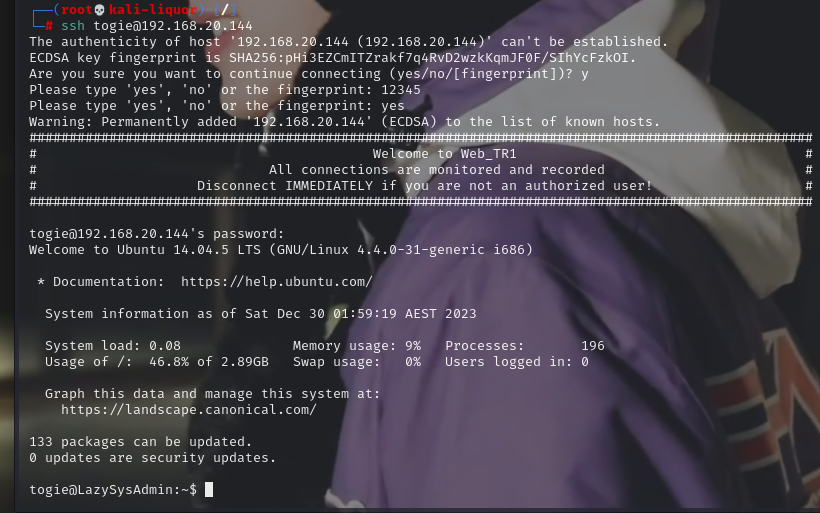 ┌──(root💀kali-liquor)-[/]
└─# ssh togie@192.168.20.144
The authenticity of host '192.168.20.144 (192.168.20.144)' can't be established.
ECDSA key fingerprint is SHA256:pHi3EZCmITZrakf7q4RvD2wzkKqmJF0F/SIhYcFzkOI.
Are you sure you want to continue connecting (yes/no/[fingerprint])? y
Please type 'yes', 'no' or the fingerprint: 12345
Please type 'yes', 'no' or the fingerprint: yes
Warning: Permanently added '192.168.20.144' (ECDSA) to the list of known hosts.
##################################################################################################
# Welcome to Web_TR1 #
# All connections are monitored and recorded #
# Disconnect IMMEDIATELY if you are not an authorized user! #
##################################################################################################
togie@192.168.20.144's password:
Welcome to Ubuntu 14.04.5 LTS (GNU/Linux 4.4.0-31-generic i686)
* Documentation: https://help.ubuntu.com/
System information as of Sat Dec 30 01:59:19 AEST 2023
System load: 0.08 Memory usage: 9% Processes: 196
Usage of /: 46.8% of 2.89GB Swap usage: 0% Users logged in: 0
Graph this data and manage this system at:
https://landscape.canonical.com/
133 packages can be updated.
0 updates are security updates.
togie@LazySysAdmin:~$